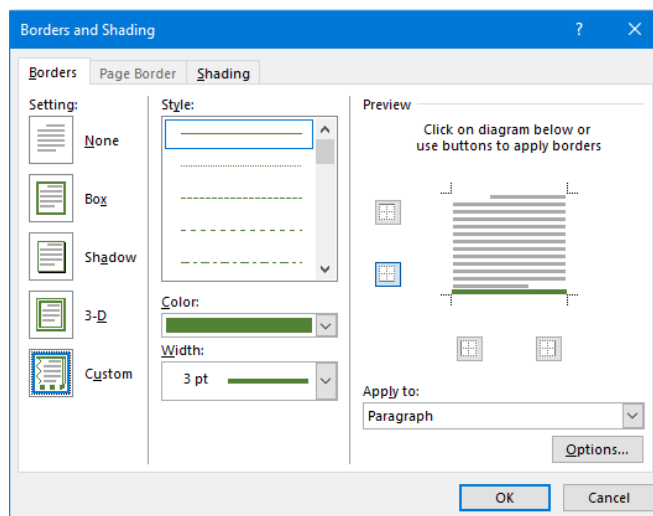 Borders and Shading
?
Borders
Page Border
Shading
Setting:
None
Box
Shadow
3-D
Custom
Style:
Color:
Width:
3 pt
Preview
Click on diagram below or
use buttons to apply borders
Apply to:
Paragraph
Options...
OK
Cancel